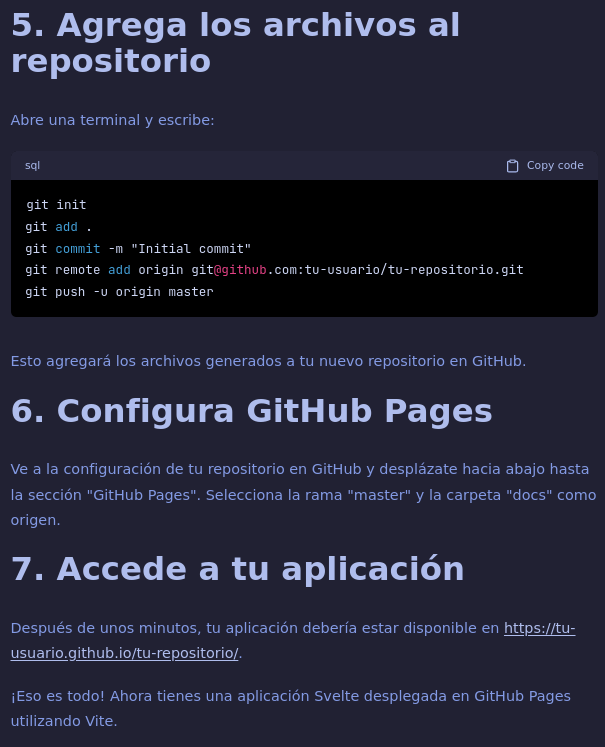 5. Agrega los archivos al
repositorio
Abre una terminal y escribe:
sql
Copy code
git init
git add .
git commit -m "Initial commit"
git remote add origin git@github.com:tu-usuario/tu-repositorio.git
git push -u origin master
Esto agregará los archivos generados a tu nuevo repositorio en GitHub.
6. Configura GitHub Pages
Ve a la configuración de tu repositorio en GitHub y desplázate hacia abajo hasta
la sección "GitHub Pages". Selecciona la rama "master" y la carpeta "docs" como
origen.
7. Accede a tu aplicación
Después de unos minutos, tu aplicación debería estar disponible en https://tu-
usuario.github.io/tu-repositorio/.
¡Eso es todo! Ahora tienes una aplicación Svelte desplegada en GitHub Pages
utilizando Vite.